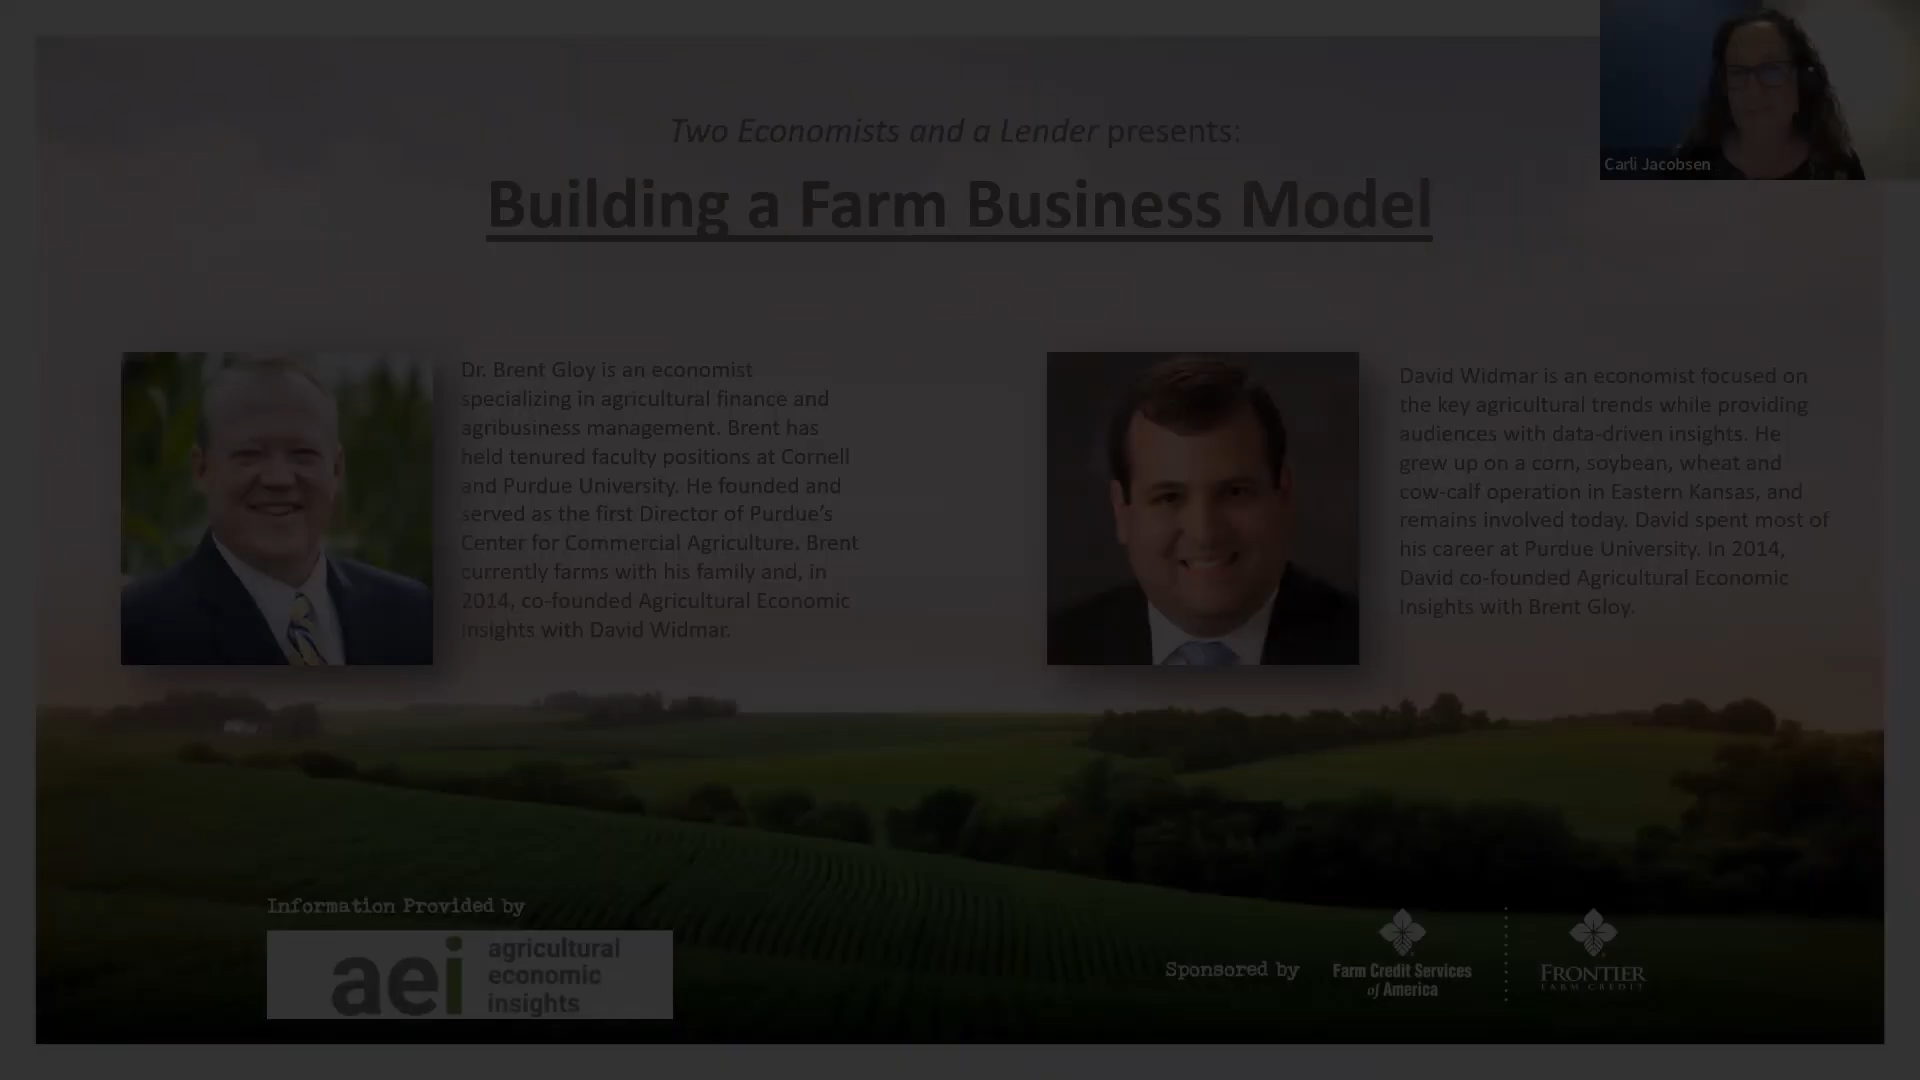 Two Economists and a Lender presents:
Building a Farm Business Model
Carli Jacobsen
Dr. Brent Gloy is an economist
specializing in agricultural finance and
agribusiness management. Brent has
held tenured faculty positions at Cornell
and Purdue University. He founded and
served as the first Director of Purdue’s
Center for Commercial Agriculture. Brent
currently farms with his family and, in
2014, co-founded Agricultural Economic
Insights with David Widmar.
David Widmar is an economist focused on
the key agricultural trends while providing
audiences with data-driven insights. He
grew up on a corn, soybean, wheat and
cow-calf operation in Eastern Kansas, and
remains involved today. David spent most of
his career at Purdue University. In 2014,
David co-founded Agricultural Economic
Insights with Brent Gloy.
Information Provided by
aei
agricultural
economic
insights
Sponsored by
Farm Credit Services
of America
FRONTIER
FARM CREDIT